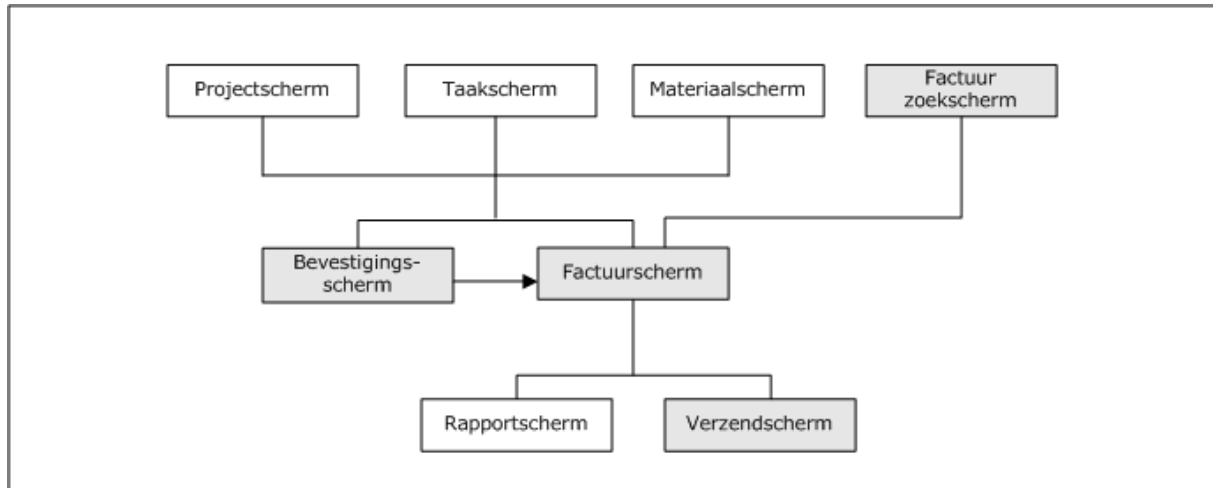 Projectscherm
Taakscherm
Materiaalscherm
Factuur
zoekscherm
Bevestigings-
scherm
Factuurscherm
Rapportscherm
Verzendscherm